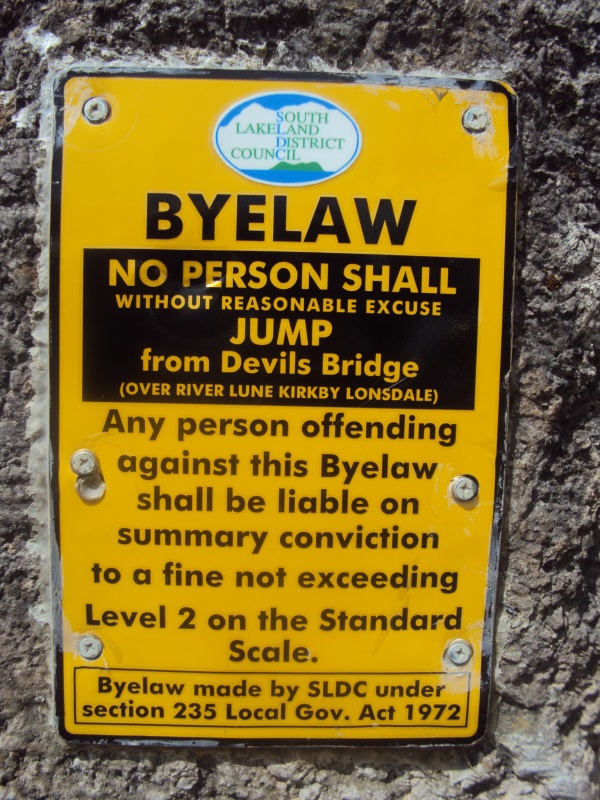 SOUTH
LAKELAND
DISTRICT
COUNCIL
BYELAW
NO PERSON SHALL
WITHOUT REASONABLE EXCUSE
JUMP
from Devils Bridge
(OVER RIVER LUNE KIRKBY LONSDALE)
Any person offending
against this Byelaw
shall be liable on
summary conviction
to a fine not exceeding
Level 2 on the Standard
Scale.
Byelaw made by SLDC under
section 235 Local Gov. Act 1972